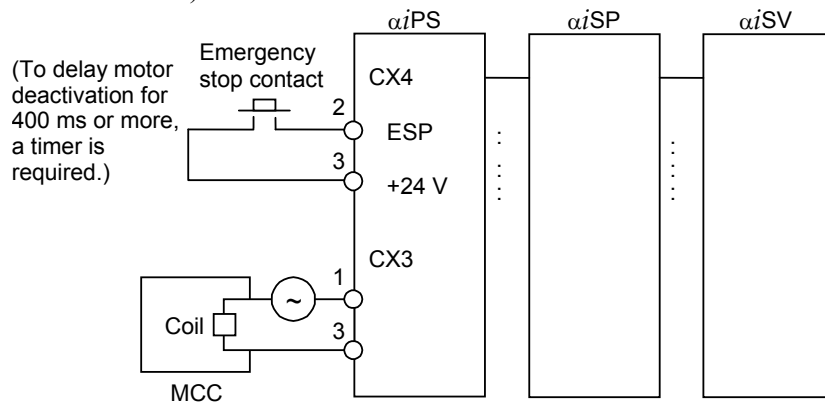 αiPS
αiSP
αiSV
(To delay motor
deactivation for
400 ms or more,
a timer is
required.)
Emergency
stop contact
CX4
2
ESP
3
+24 V
CX3
1
~
Coil
3
MCC